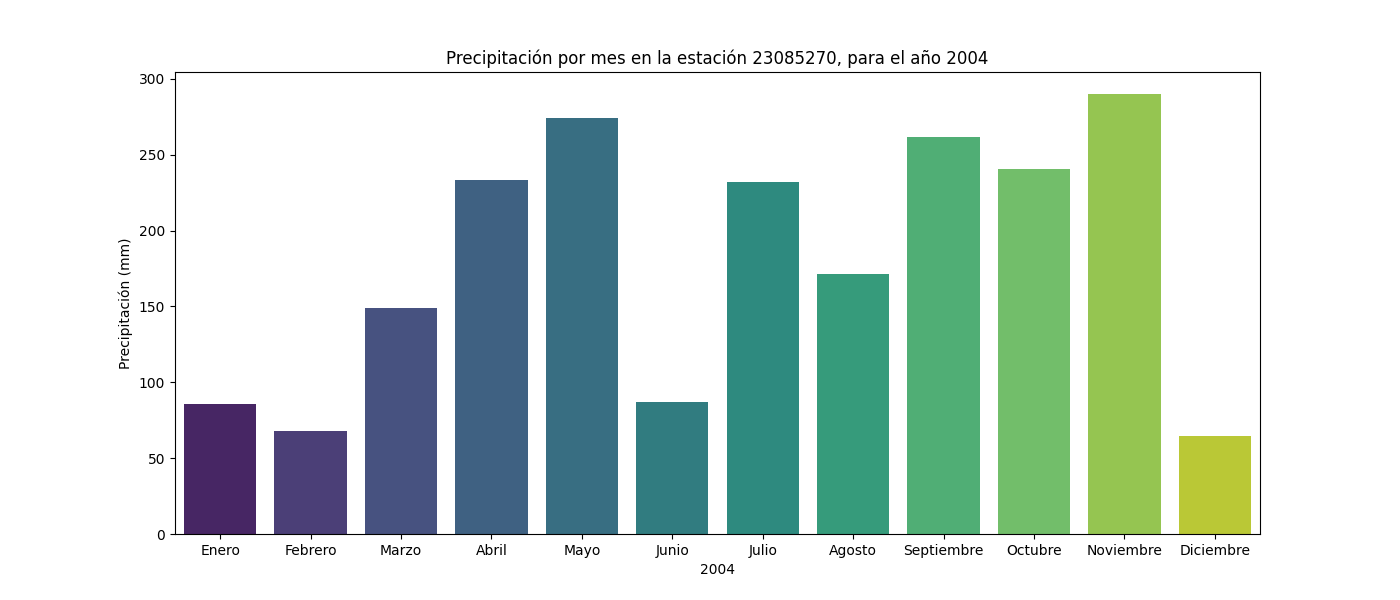 Precipitación por mes en la estación 23085270, para el año 2004
Precipitación (mm)
300
250
200
150
100
50
0
Enero Febrero Marzo Abril Mayo Junio Julio Agosto Septiembre Octubre Noviembre Diciembre
2004